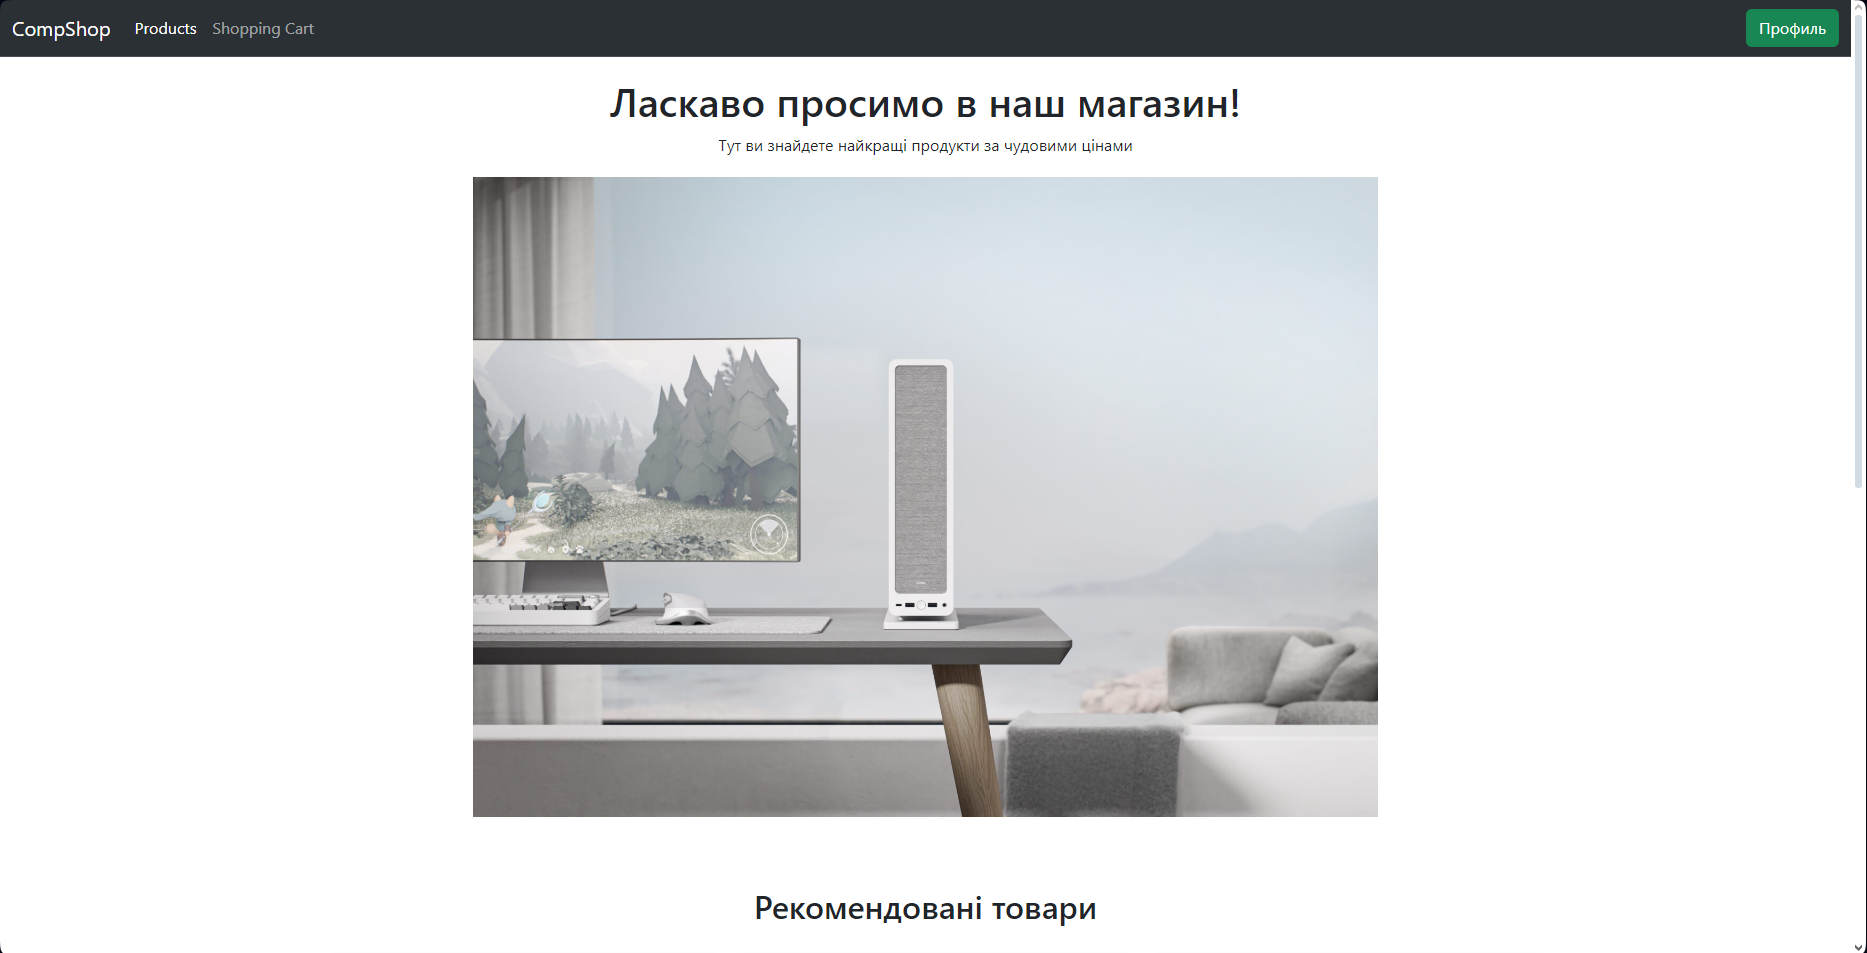 CompShop Products Shopping Cart Профиль
Ласкаво просимо в наш магазин!
Тут ви знайдете найкращі продукти за чудовими цінами
Рекомендовані товари